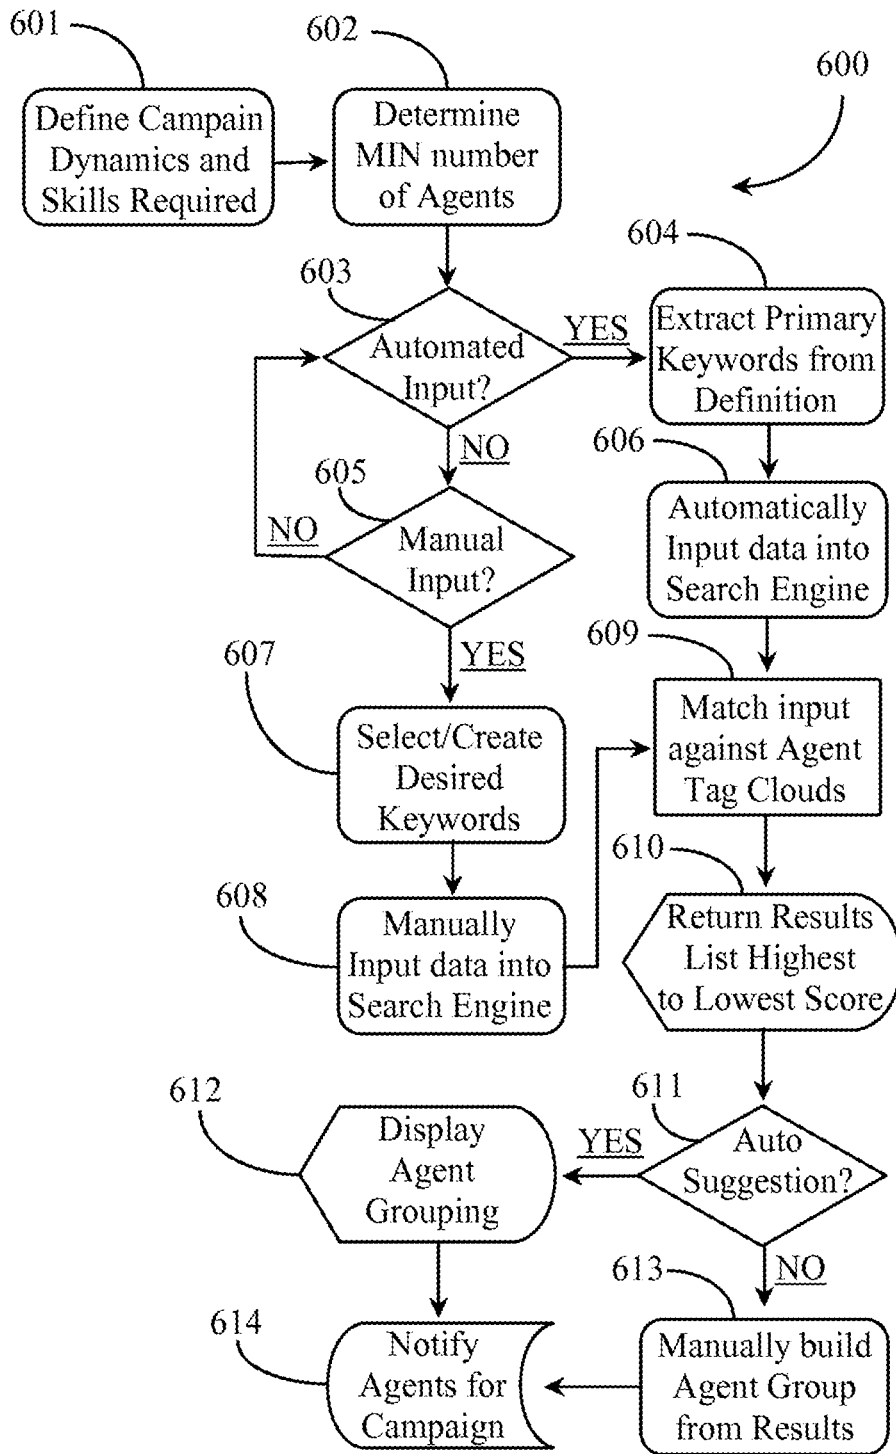 601
602
600
Define Campain
Dynamics and
Skills Required
Determine
MIN number
of Agents
604
603
Automated
Input?
YES
Extract Primary
Keywords from
Definition
NO
605
606
Manual
Input?
NO
Automatically
Input data into
Search Engine
YES
607
609
Select/Create
Desired
Keywords
Match input
against Agent
Tag Clouds
608
610
Manually
Input data into
Search Engine
Return Results
List Highest
to Lowest Score
612
611
Display
Agent
Grouping
YES
Auto
Suggestion?
NO
613
614
Notify
Agents for
Campaign
Manually build
Agent Group
from Results